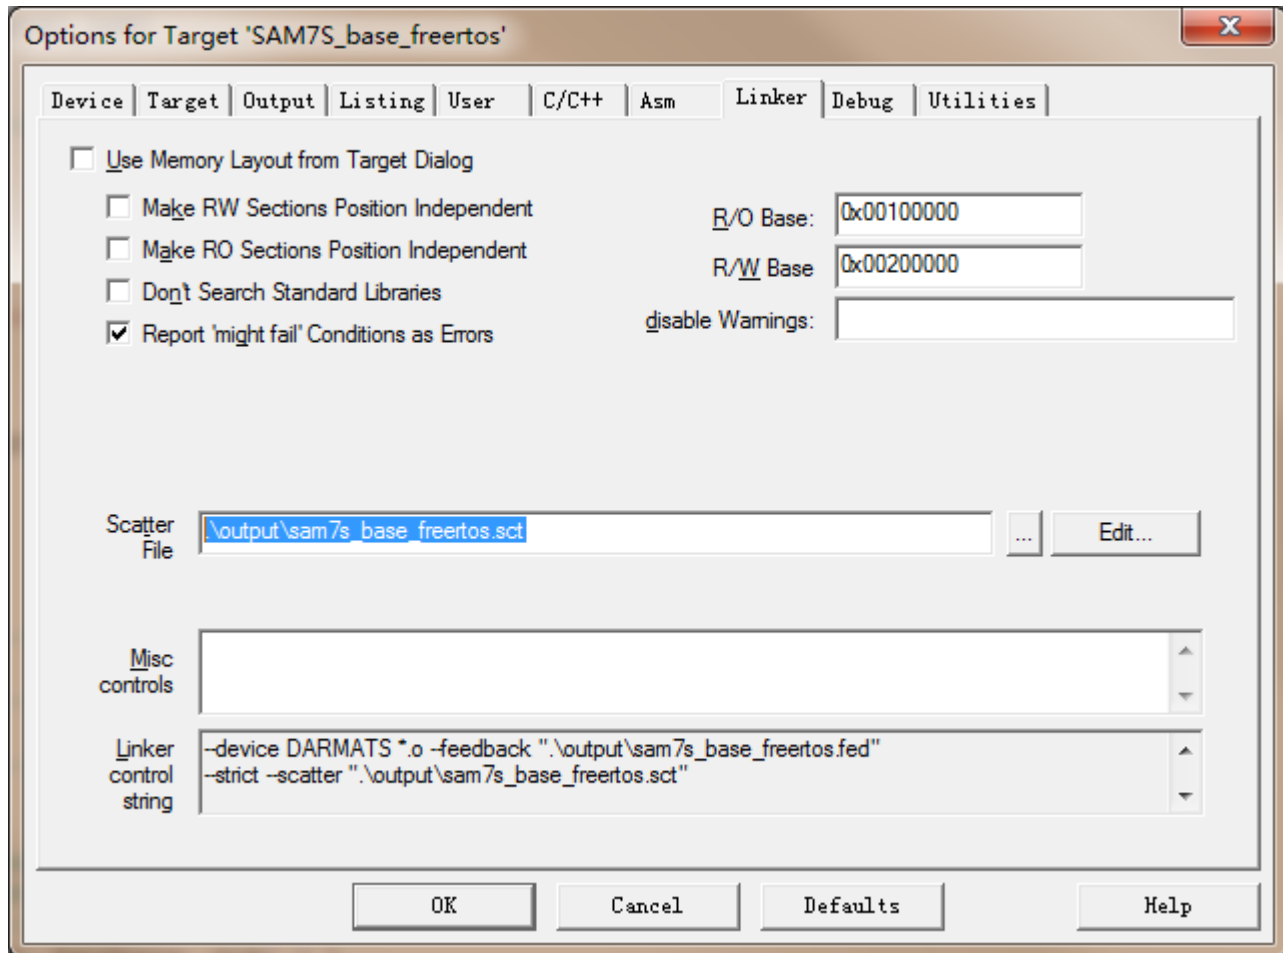 Options for Target 'SAM7S_base_freertos'
Device Target Output Listing User C/C++ Asm Linker Debug Utilities
Use Memory Layout from Target Dialog
Make RW Sections Position Independent
R/O Base: 0x00100000
Make RO Sections Position Independent
R/W Base 0x00200000
Don't Search Standard Libraries
disable Warnings:
Report 'might fail' Conditions as Errors
Scatter
File
.\output\sam7s_base_freertos.sct
...
Edit...
Misc
controls
Linker
control
string
--device DARMATS *.o --feedback ".\output\sam7s_base_freertos.fed"
--strict --scatter ".\output\sam7s_base_freertos.sct"
OK Cancel Defaults Help